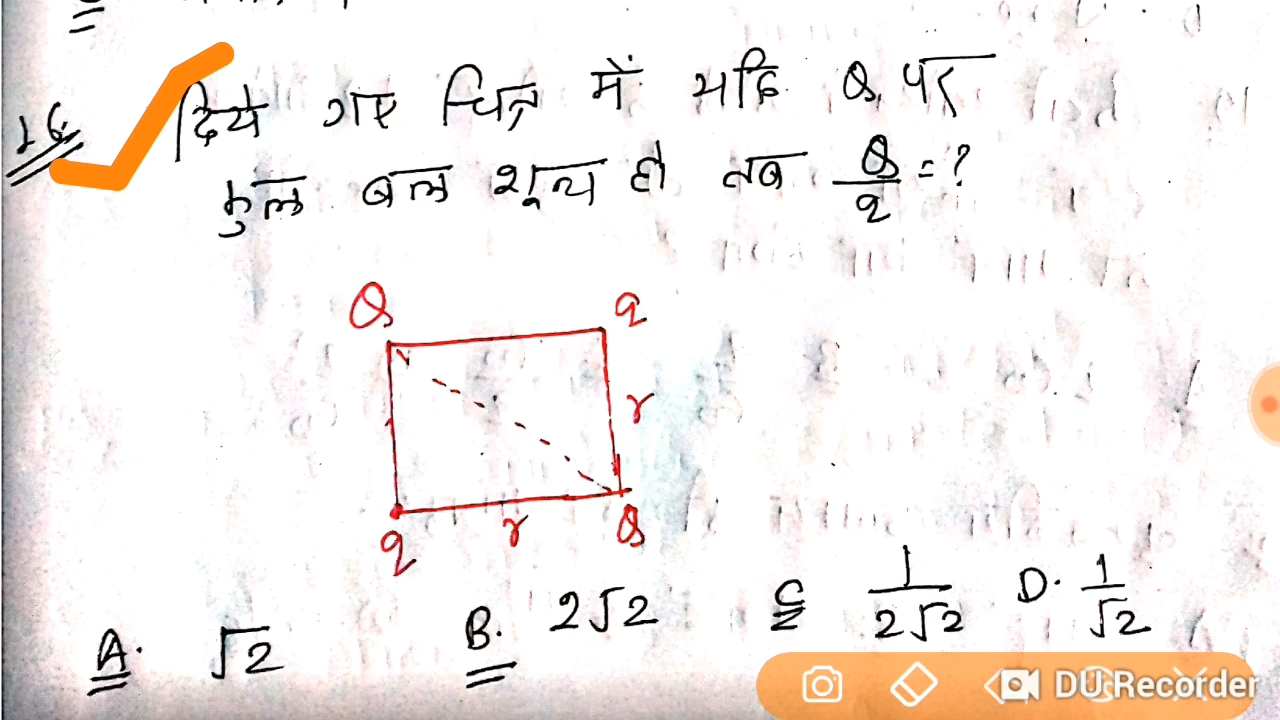 16 दिये गए चित्र में यदि Q पर
कुल बल शून्य हो तब Q/q = ?
Q q
r
q r Q
A. √2 B. 2√2 C 1/2√2 D. 1/√2
DU Recorder